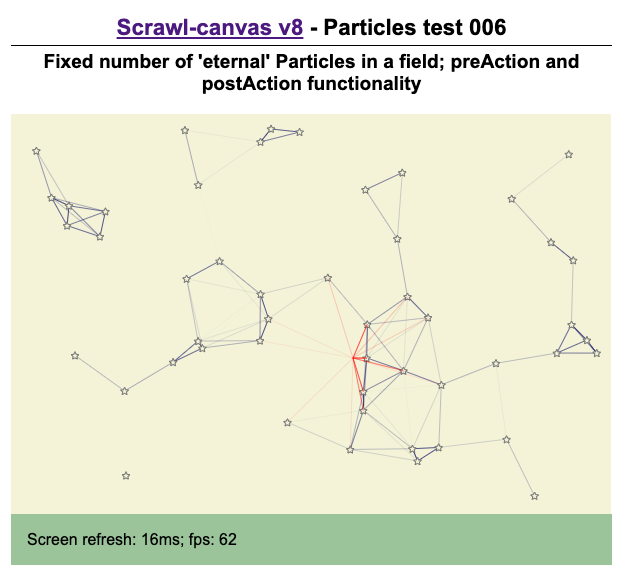 Scrawl-canvas v8 - Particles test 006
Fixed number of 'eternal' Particles in a field; preAction and
postAction functionality
Screen refresh: 16ms; fps: 62